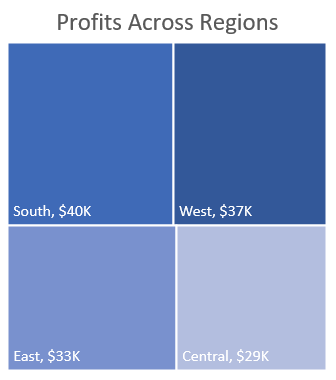 Profits Across Regions
South, $40K
West, $37K
East, $33K
Central, $29K